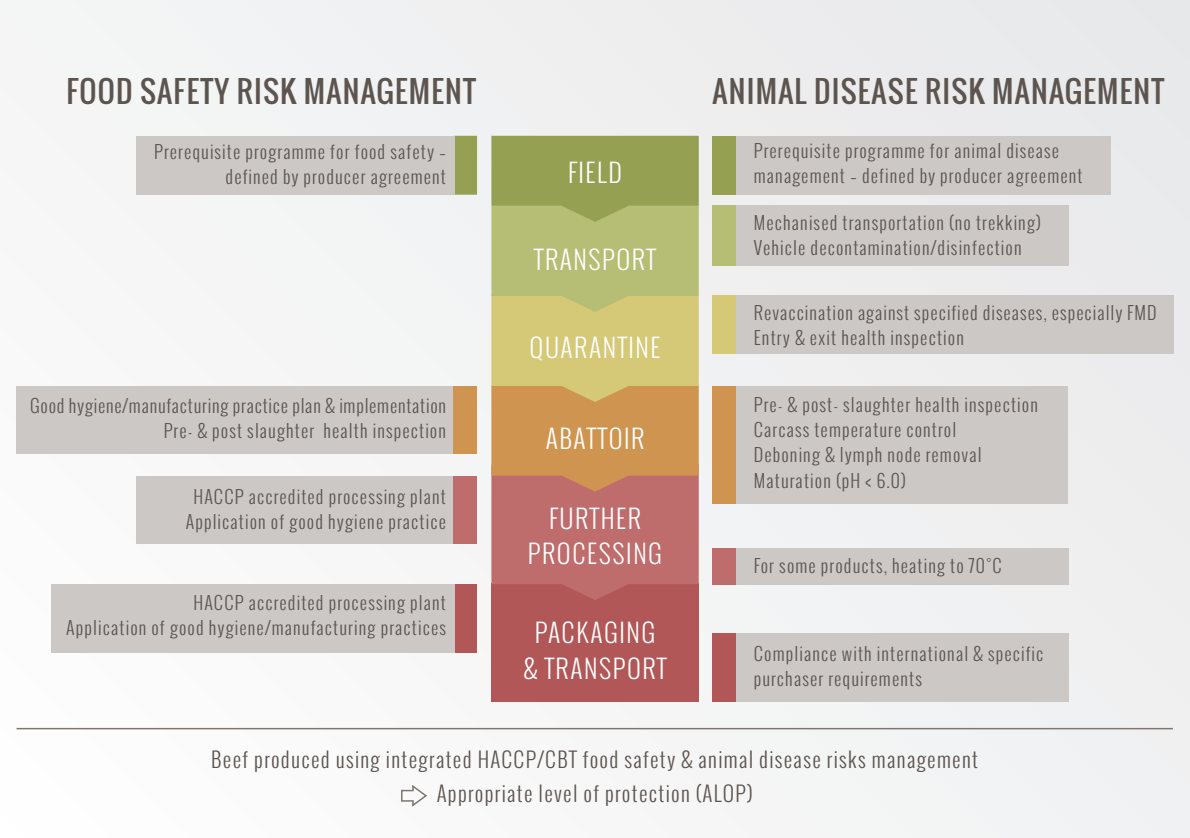 FOOD SAFETY RISK MANAGEMENT
ANIMAL DISEASE RISK MANAGEMENT
Prerequisite programme for food safety –
defined by producer agreement
FIELD
Prerequisite programme for animal disease
management – defined by producer agreement
TRANSPORT
Mechanised transportation (no trekking)
Vehicle decontamination/disinfection
QUARANTINE
Revaccination against specified diseases, especially FMD
Entry & exit health inspection
Good hygiene/manufacturing practice plan & implementation
Pre- & post slaughter health inspection
ABATTOIR
Pre- & post- slaughter health inspection
Carcass temperature control
Deboning & lymph node removal
Maturation (pH < 6.0)
HACCP accredited processing plant
Application of good hygiene practice
FURTHER
PROCESSING
For some products, heating to 70°C
HACCP accredited processing plant
Application of good hygiene/manufacturing practices
PACKAGING
& TRANSPORT
Compliance with international & specific
purchaser requirements
Beef produced using integrated HACCP/CBT food safety & animal disease risks management
Appropriate level of protection (ALOP)